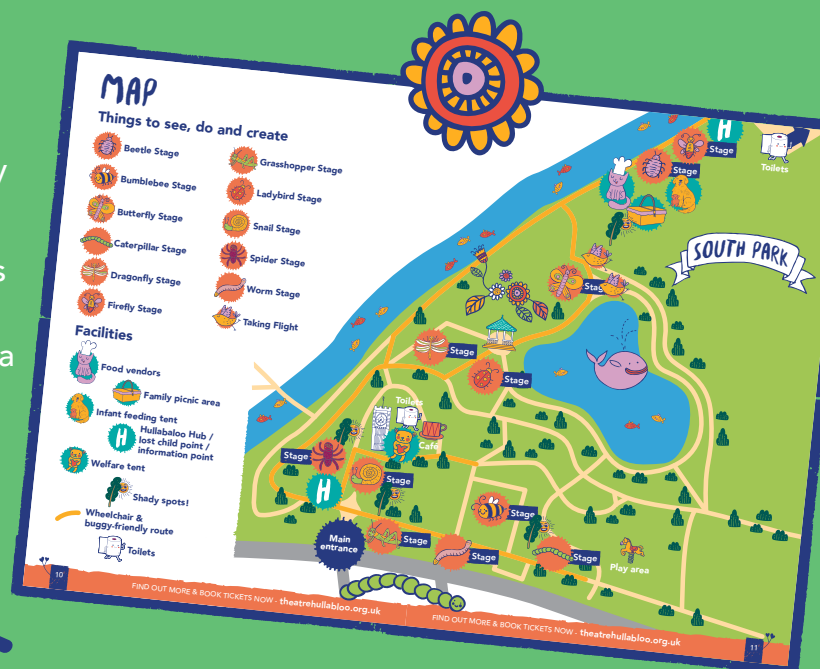 MAP
Things to see, do and create
Beetle Stage
Bumblebee Stage
Butterfly Stage
Caterpillar Stage
Dragonfly Stage
Firefly Stage
Grasshopper Stage
Ladybird Stage
Snail Stage
Spider Stage
Worm Stage
Taking Flight
Facilities
Food vendors
Family picnic area
Infant feeding tent
H
Hullabaloo Hub /
lost child point /
information point
Welfare tent
Shady spots!
Wheelchair &
buggy-friendly route
Toilets
10
FIND OUT MORE & BOOK TICKETS NOW - theatrehullabloo.org.uk
H
Stage
Toilets
Stage
SOUTH PARK
Stage
Stage
Stage
Toilets
Café
Stage
Stage
H
Stage
Main
entrance
Stage
Stage
Stage
Play area
FIND OUT MORE & BOOK TICKETS NOW - theatrehullabloo.org.uk
11
y
s
a